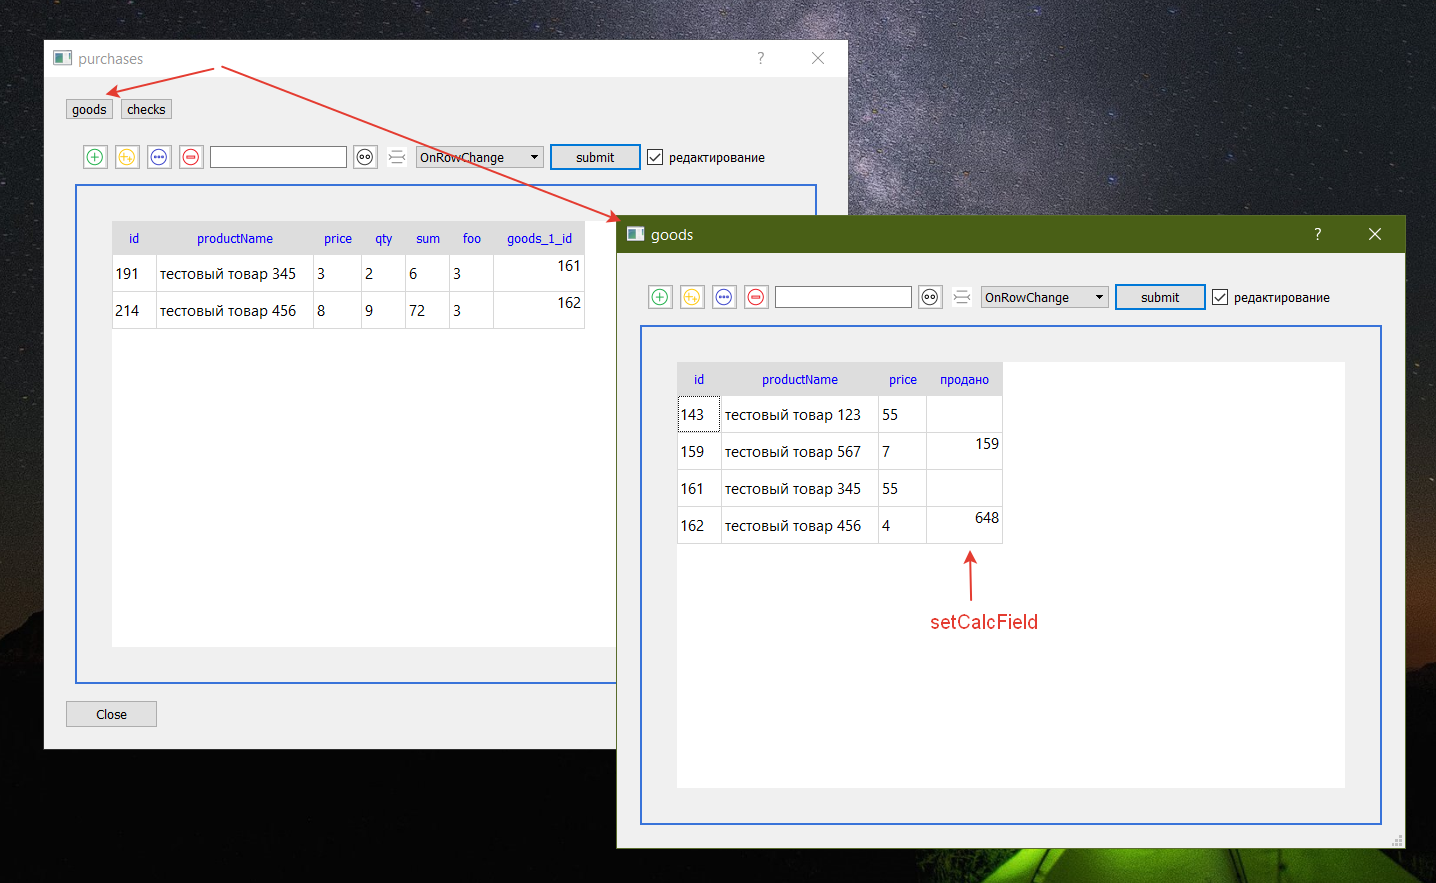 purchases ?
goods checks
OnRowChange submit редактирование
id productName price qty sum foo goods_1_id
191 тестовый товар 345 3 2 6 3 161
214 тестовый товар 456 8 9 72 3 162
Close
goods ?
OnRowChange submit редактирование
id productName price продано
143 тестовый товар 123 55
159 тестовый товар 567 7 159
161 тестовый товар 345 55
162 тестовый товар 456 4 648
setCalcField